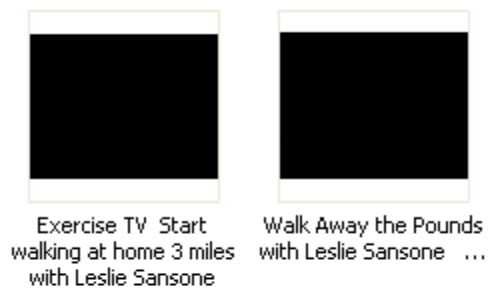 Exercise TV  Start
walking at home 3 miles
with Leslie Sansone
Walk Away the Pounds
with Leslie Sansone   ...